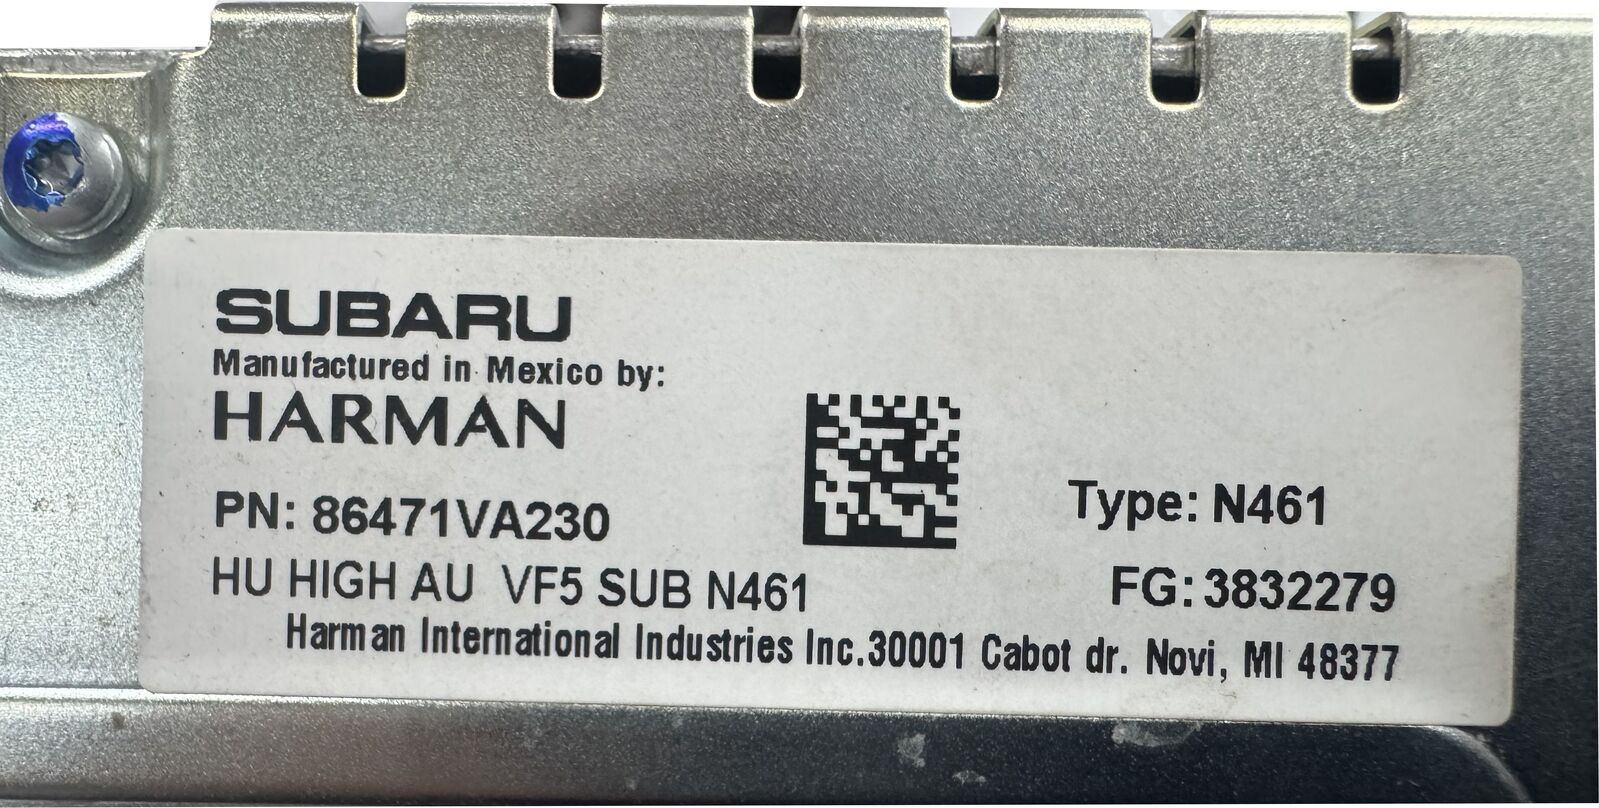 SUBARU
Manufactured in Mexico by:
HARMAN
PN: 86471VA230
Type: N461
HU HIGH AU VF5 SUB N461
FG: 3832279
Harman International Industries Inc.30001 Cabot dr. Novi, MI 48377